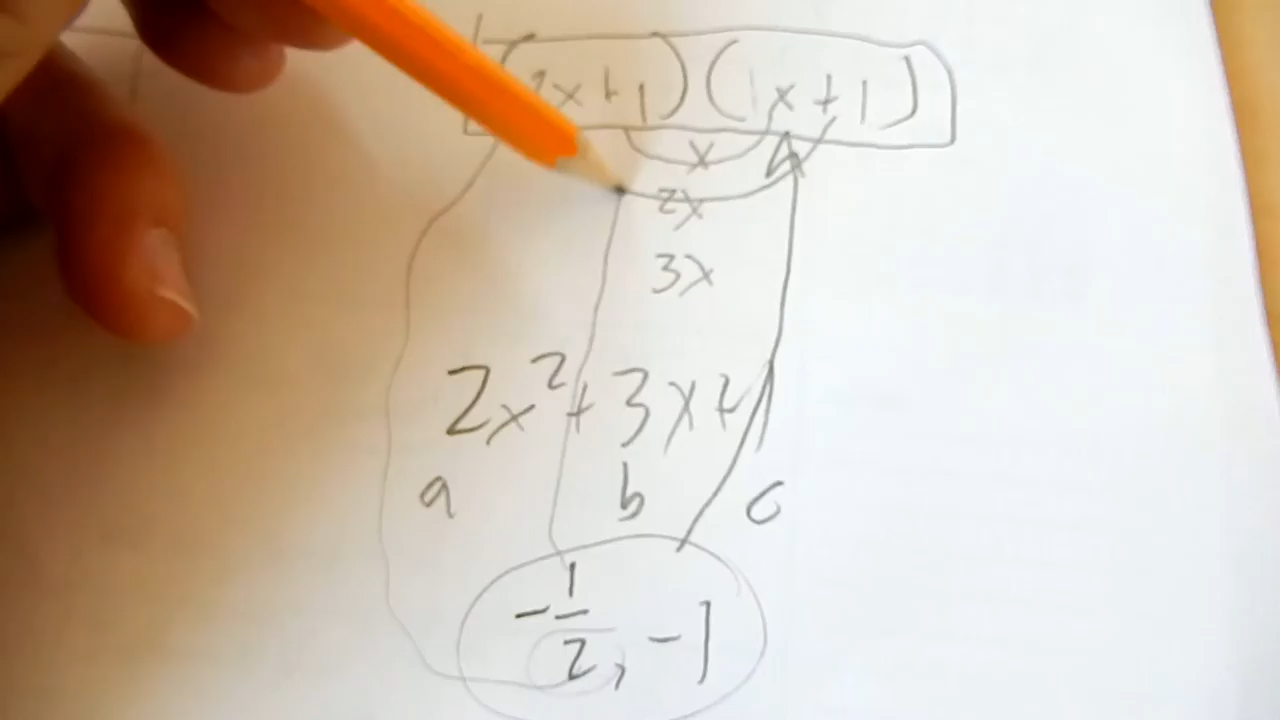 (2x+1)(1x+1)
x
2x
3x
2x²+3x+1
a b c
-1/2, -1